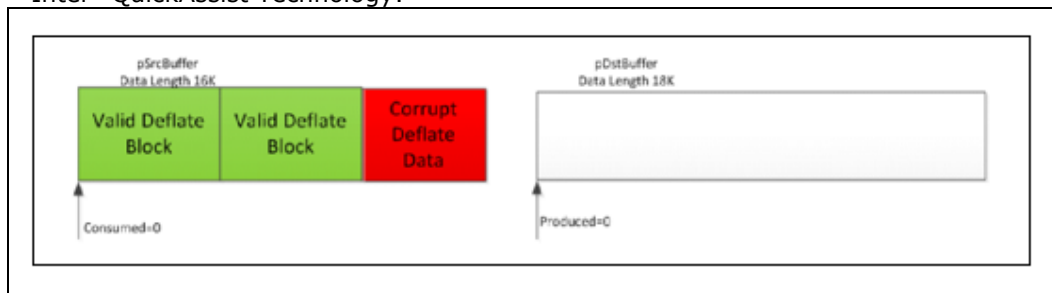 Intel® QuickAssist Technology.
pSrcBuffer
Data Length 16K
pDstBuffer
Data Length 18K
Valid Deflate
Block
Valid Deflate
Block
Corrupt
Deflate
Data
Consumed=0
Produced=0